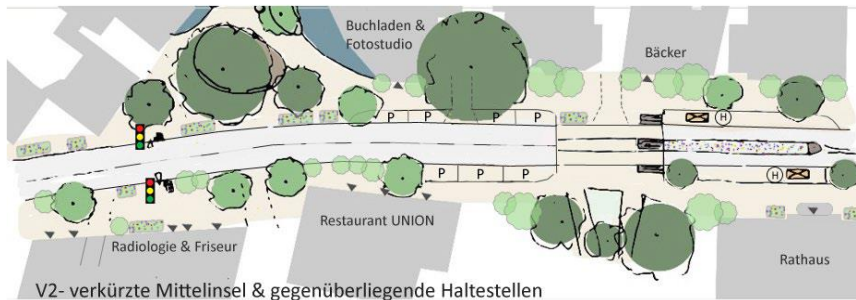 Buchladen &
Fotostudio
Bäcker
P P P P P
H
P P P
H
Restaurant UNION
Radiologie & Friseur
Rathaus
V2- verkürzte Mittelinsel & gegenüberliegende Haltestellen